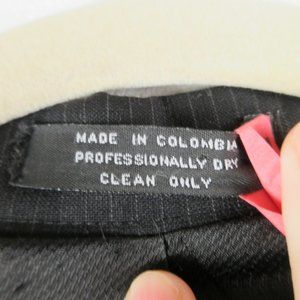 MADE IN COLOMBIA
PROFESSIONALLY DRY
CLEAN ONLY